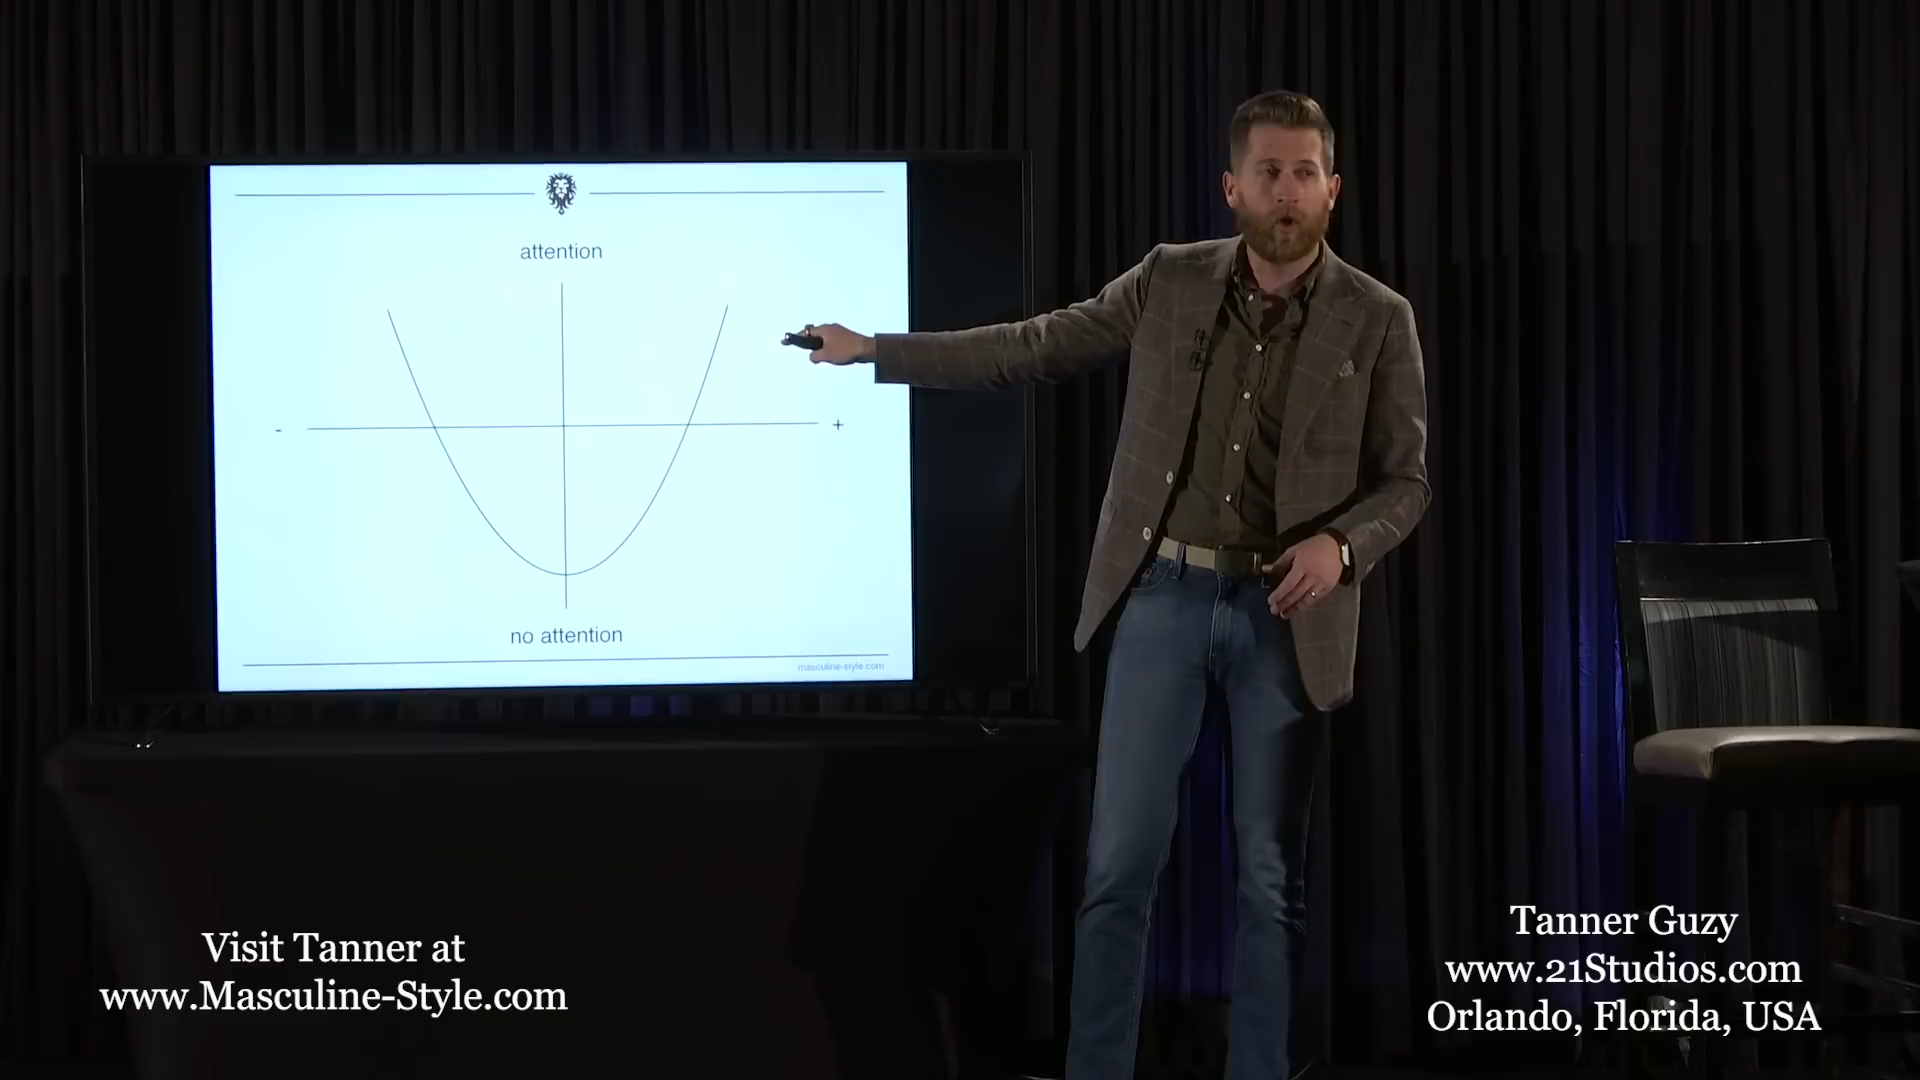 attention
-
+
no attention
masculine-style.com
Visit Tanner at
www.Masculine-Style.com
Tanner Guzy
www.21Studios.com
Orlando, Florida, USA